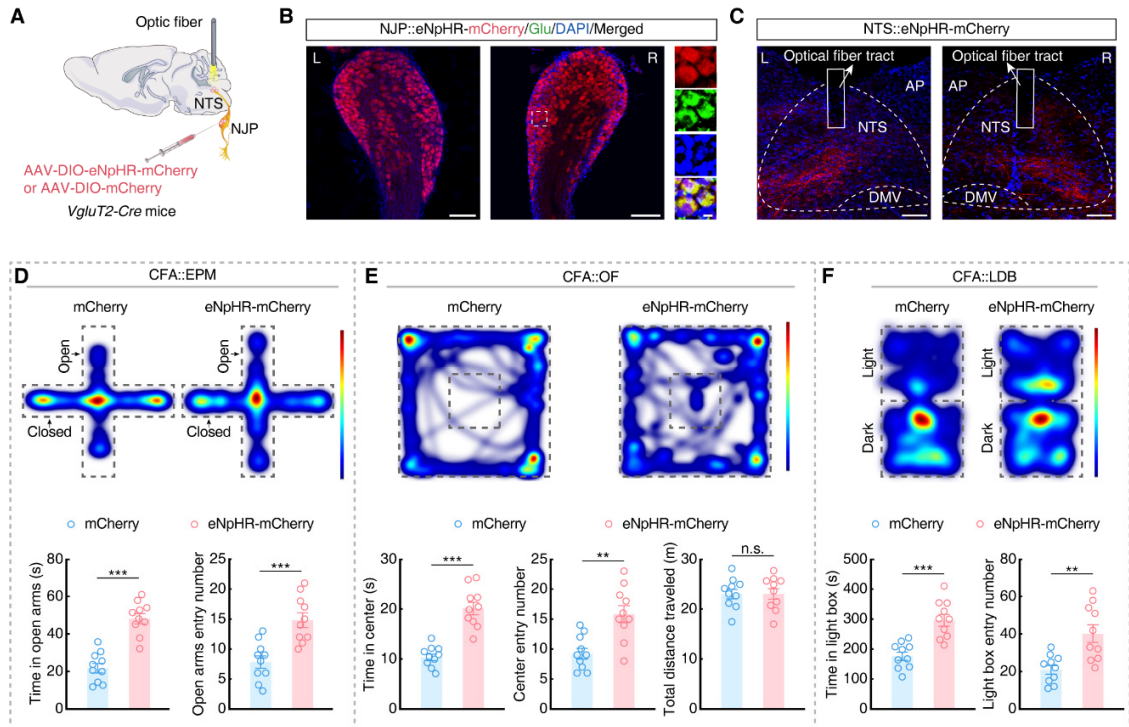 A
Optic fiber
NTS
NJP
AAV-DIO-eNpHR-mCherry
or AAV-DIO-mCherry
VgluT2-Cre mice
B
NJP::eNpHR-mCherry/Glu/DAPI/Merged
L
R
C
NTS::eNpHR-mCherry
L
R
Optical fiber tract
Optical fiber tract
AP
AP
NTS
NTS
DMV
DMV
D
CFA::EPM
mCherry
eNpHR-mCherry
Open
Open
Closed
Closed
mCherry
eNpHR-mCherry
Time in open arms (s)
80
60
40
20
0
***
Open arms entry number
25
20
15
10
5
0
***
E
CFA::OF
mCherry
eNpHR-mCherry
mCherry
eNpHR-mCherry
Time in center (s)
30
20
10
0
***
Center entry number
25
20
15
10
5
0
**
Total distance traveled (m)
30
25
20
15
10
5
0
n.s.
F
CFA::LDB
mCherry
eNpHR-mCherry
Light
Dark
Light
Dark
mCherry
eNpHR-mCherry
Time in light box (s)
500
400
300
200
100
0
***
Light box entry number
80
60
40
20
0
**